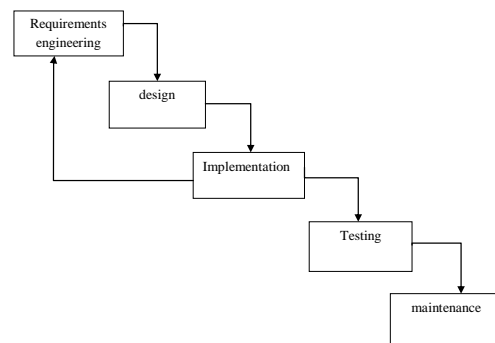 Requirements
engineering
design
Implementation
Testing
maintenance